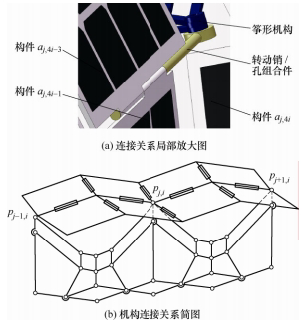 筝形机构
构件 a_{j,4i−3}
转动销/
孔组合件
构件 a_{j,4i−1}
构件 a_{j,4i}
(a) 连接关系局部放大图
p_{j−1,i}
p_{j,i}
p_{j+1,i}
(b) 机构连接关系简图